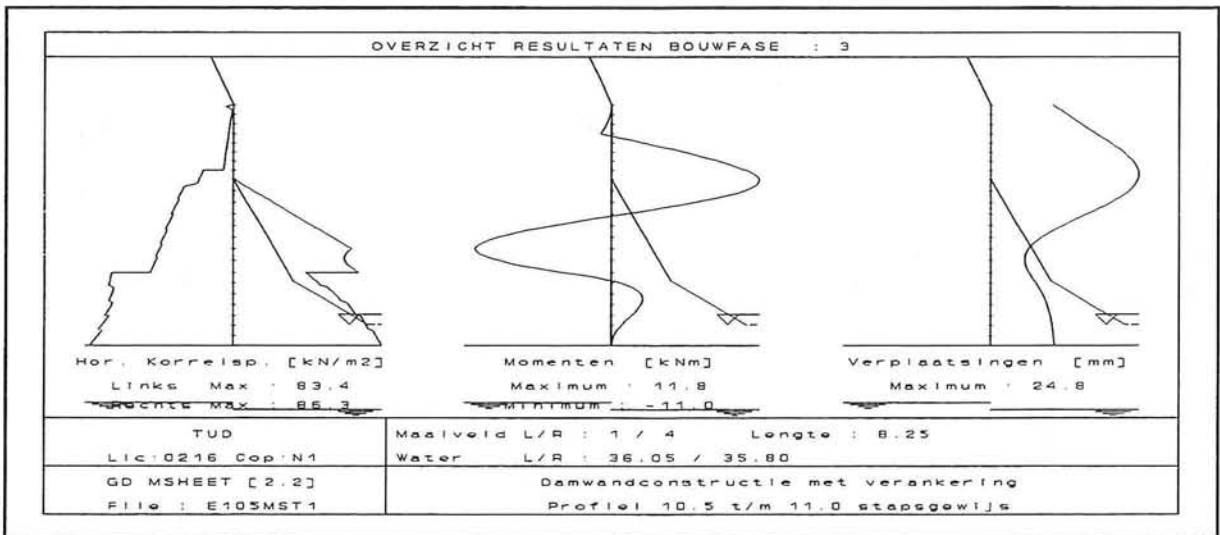 OVERZICHT RESULTATEN BOUWFASE : 3
Hor. Korrelsp. [kN/m2]
Links Max : 83.4
Rechts Max : 86.3
Momenten [kNm]
Maximum : 11.8
Minimum : -11.0
Verplaatsingen [mm]
Maximum : 24.8
TUD
Lic:0216 Cop:N1
Maaiveld L/R : 1 / 4 Lengte : 8.25
Water L/R : 36.05 / 35.80
GD MSHEET [2.2]
File : E105MST1
Damwandconstructie met verankering
Profiel 10.5 t/m 11.0 stapsgewijs